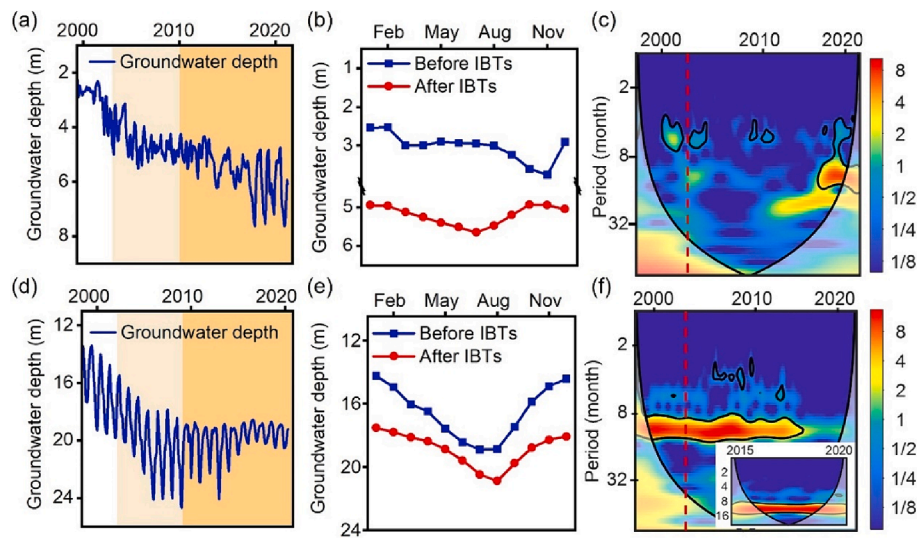 (a)
2000 2010 2020
Groundwater depth
Groundwater depth (m)
2
4
6
8
(b)
Feb May Aug Nov
Before IBTs
After IBTs
Groundwater depth (m)
1
2
3
5
6
(c)
2000 2010 2020
Period (month)
2
8
32
8
4
2
1
1/2
1/4
1/8
(d)
2000 2010 2020
Groundwater depth
Groundwater depth (m)
12
16
20
24
(e)
Feb May Aug Nov
Before IBTs
After IBTs
Groundwater depth (m)
12
16
20
24
(f)
2000 2010 2020
Period (month)
2
8
32
2015 2020
2
4
8
16
8
4
2
1
1/2
1/4
1/8